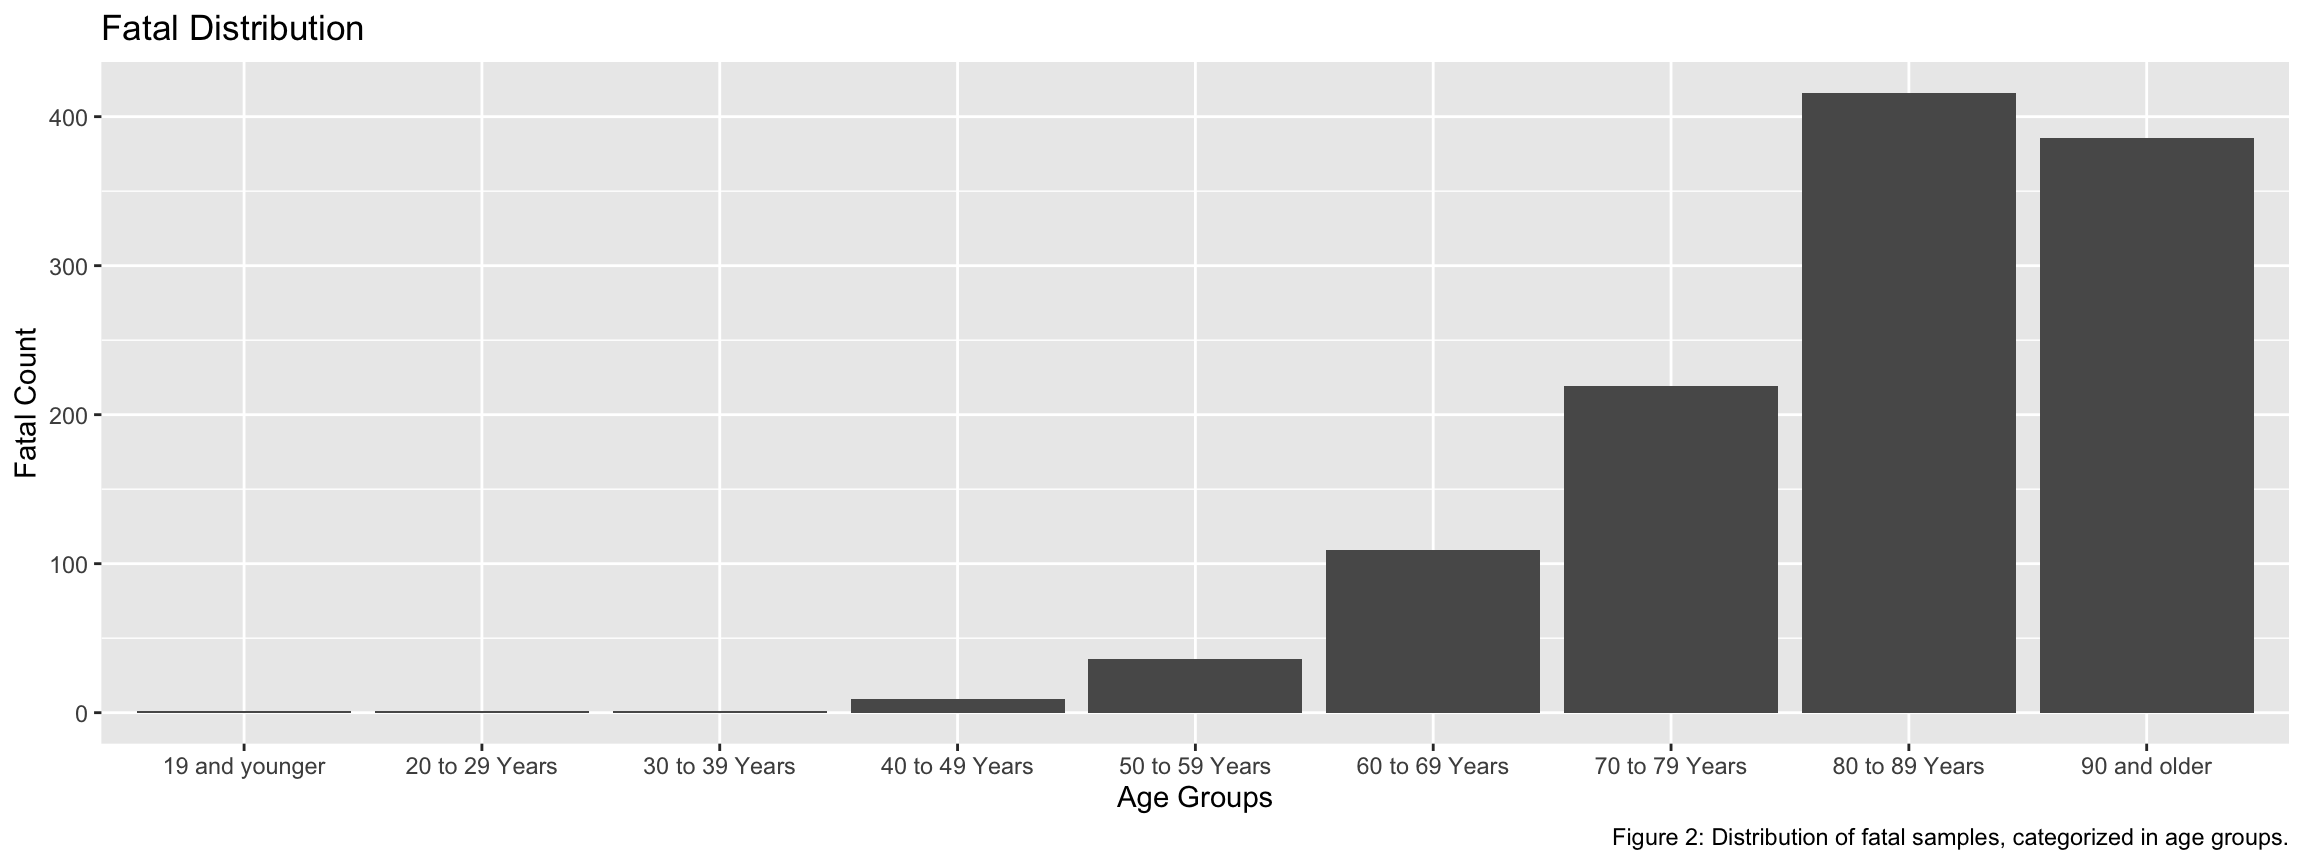 Fatal Distribution
Fatal Count
400
300
200
100
0
19 and younger
20 to 29 Years
30 to 39 Years
40 to 49 Years
50 to 59 Years
60 to 69 Years
70 to 79 Years
80 to 89 Years
90 and older
Age Groups
Figure 2: Distribution of fatal samples, categorized in age groups.